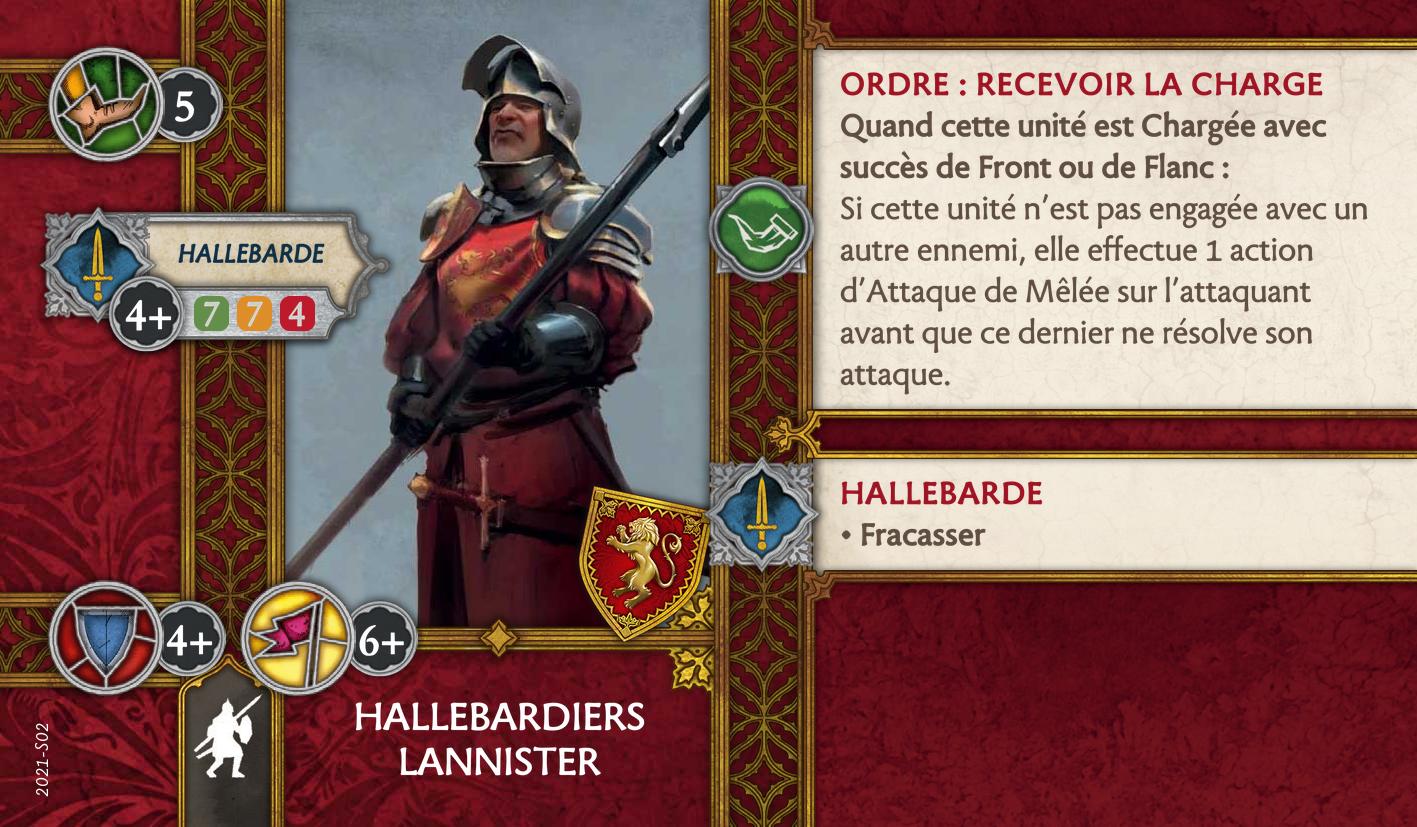 5
HALLEBARDE
4+ 7 7 4
4+ 6+
HALLEBARDIERS
LANNISTER
2021-S02
ORDRE : RECEVOIR LA CHARGE
Quand cette unité est Chargée avec
succès de Front ou de Flanc :
Si cette unité n’est pas engagée avec un
autre ennemi, elle effectue 1 action
d’Attaque de Mêlée sur l’attaquant
avant que ce dernier ne résolve son
attaque.
HALLEBARDE
• Fracasser